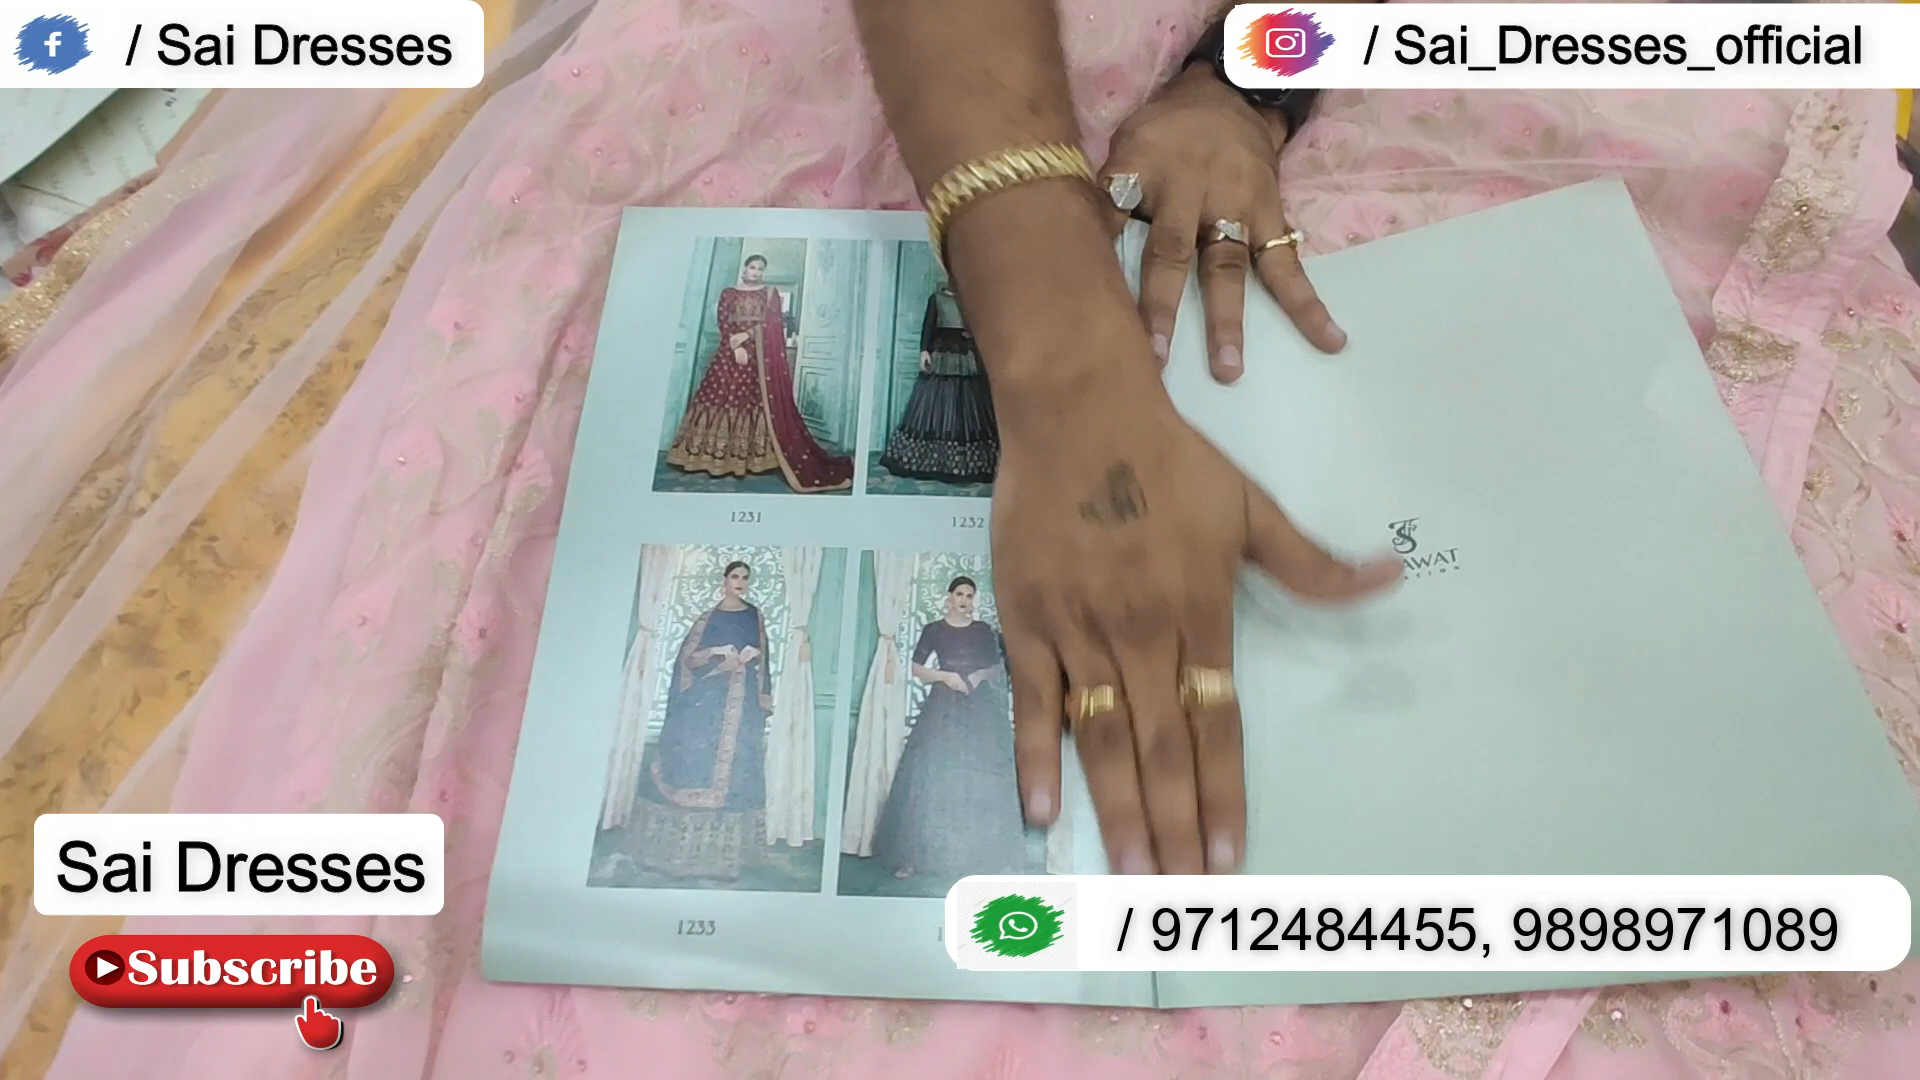 / Sai Dresses
/ Sai_Dresses_official
1231
1232
1233
AWAT
Sai Dresses
Subscribe
/ 9712484455, 9898971089